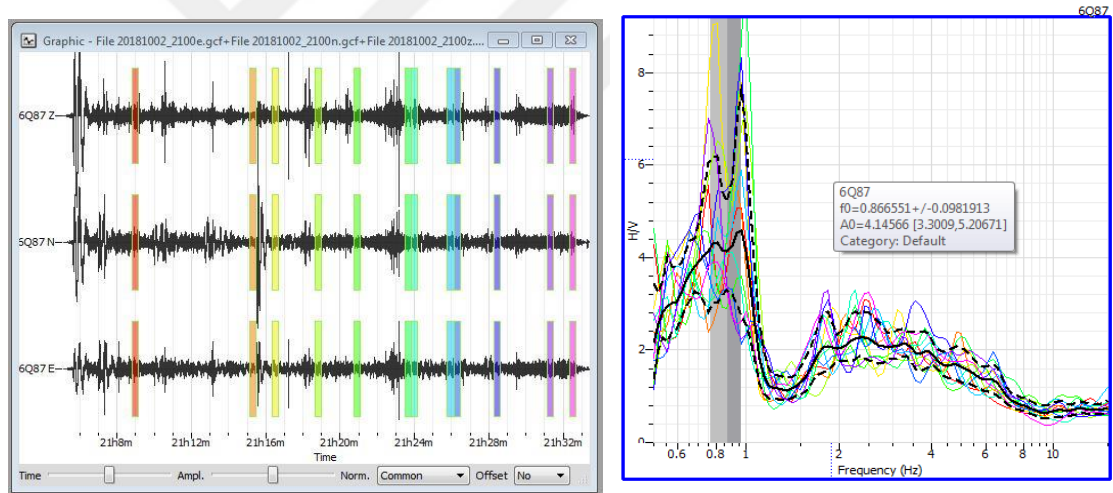 Graphic - File 20181002_2100e.gcf+File 20181002_2100n.gcf+File 20181002_2100z....
6Q87 Z
5Q87 N
6Q87 E
21h8m 21h12m 21h16m 21h20m 21h24m 21h28m 21h32m
Time
Time Ampl. Norm. Common Offset No
6Q87
8
6
4
2
0
H/V
6Q87
f0=0.866551+/-0.0981913
A0=4.14566 [3.3009,5.20671]
Category: Default
0.6 0.8 1 2 4 6 8 10
Frequency (Hz)